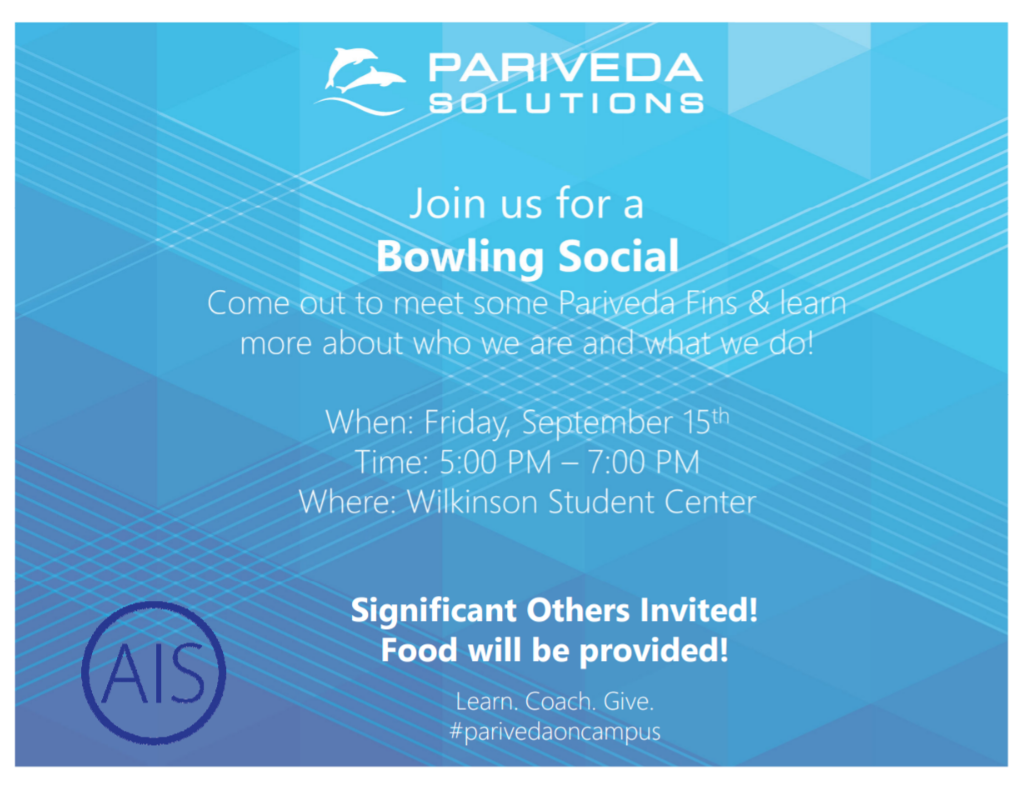 PARIVEDA
SOLUTIONS
Join us for a
Bowling Social
Come out to meet some Pariveda Fins & learn
more about who we are and what we do!
When: Friday, September 15th
Time: 5:00 PM – 7:00 PM
Where: Wilkinson Student Center
Significant Others Invited!
Food will be provided!
AIS
Learn. Coach. Give.
#parivedaoncampus